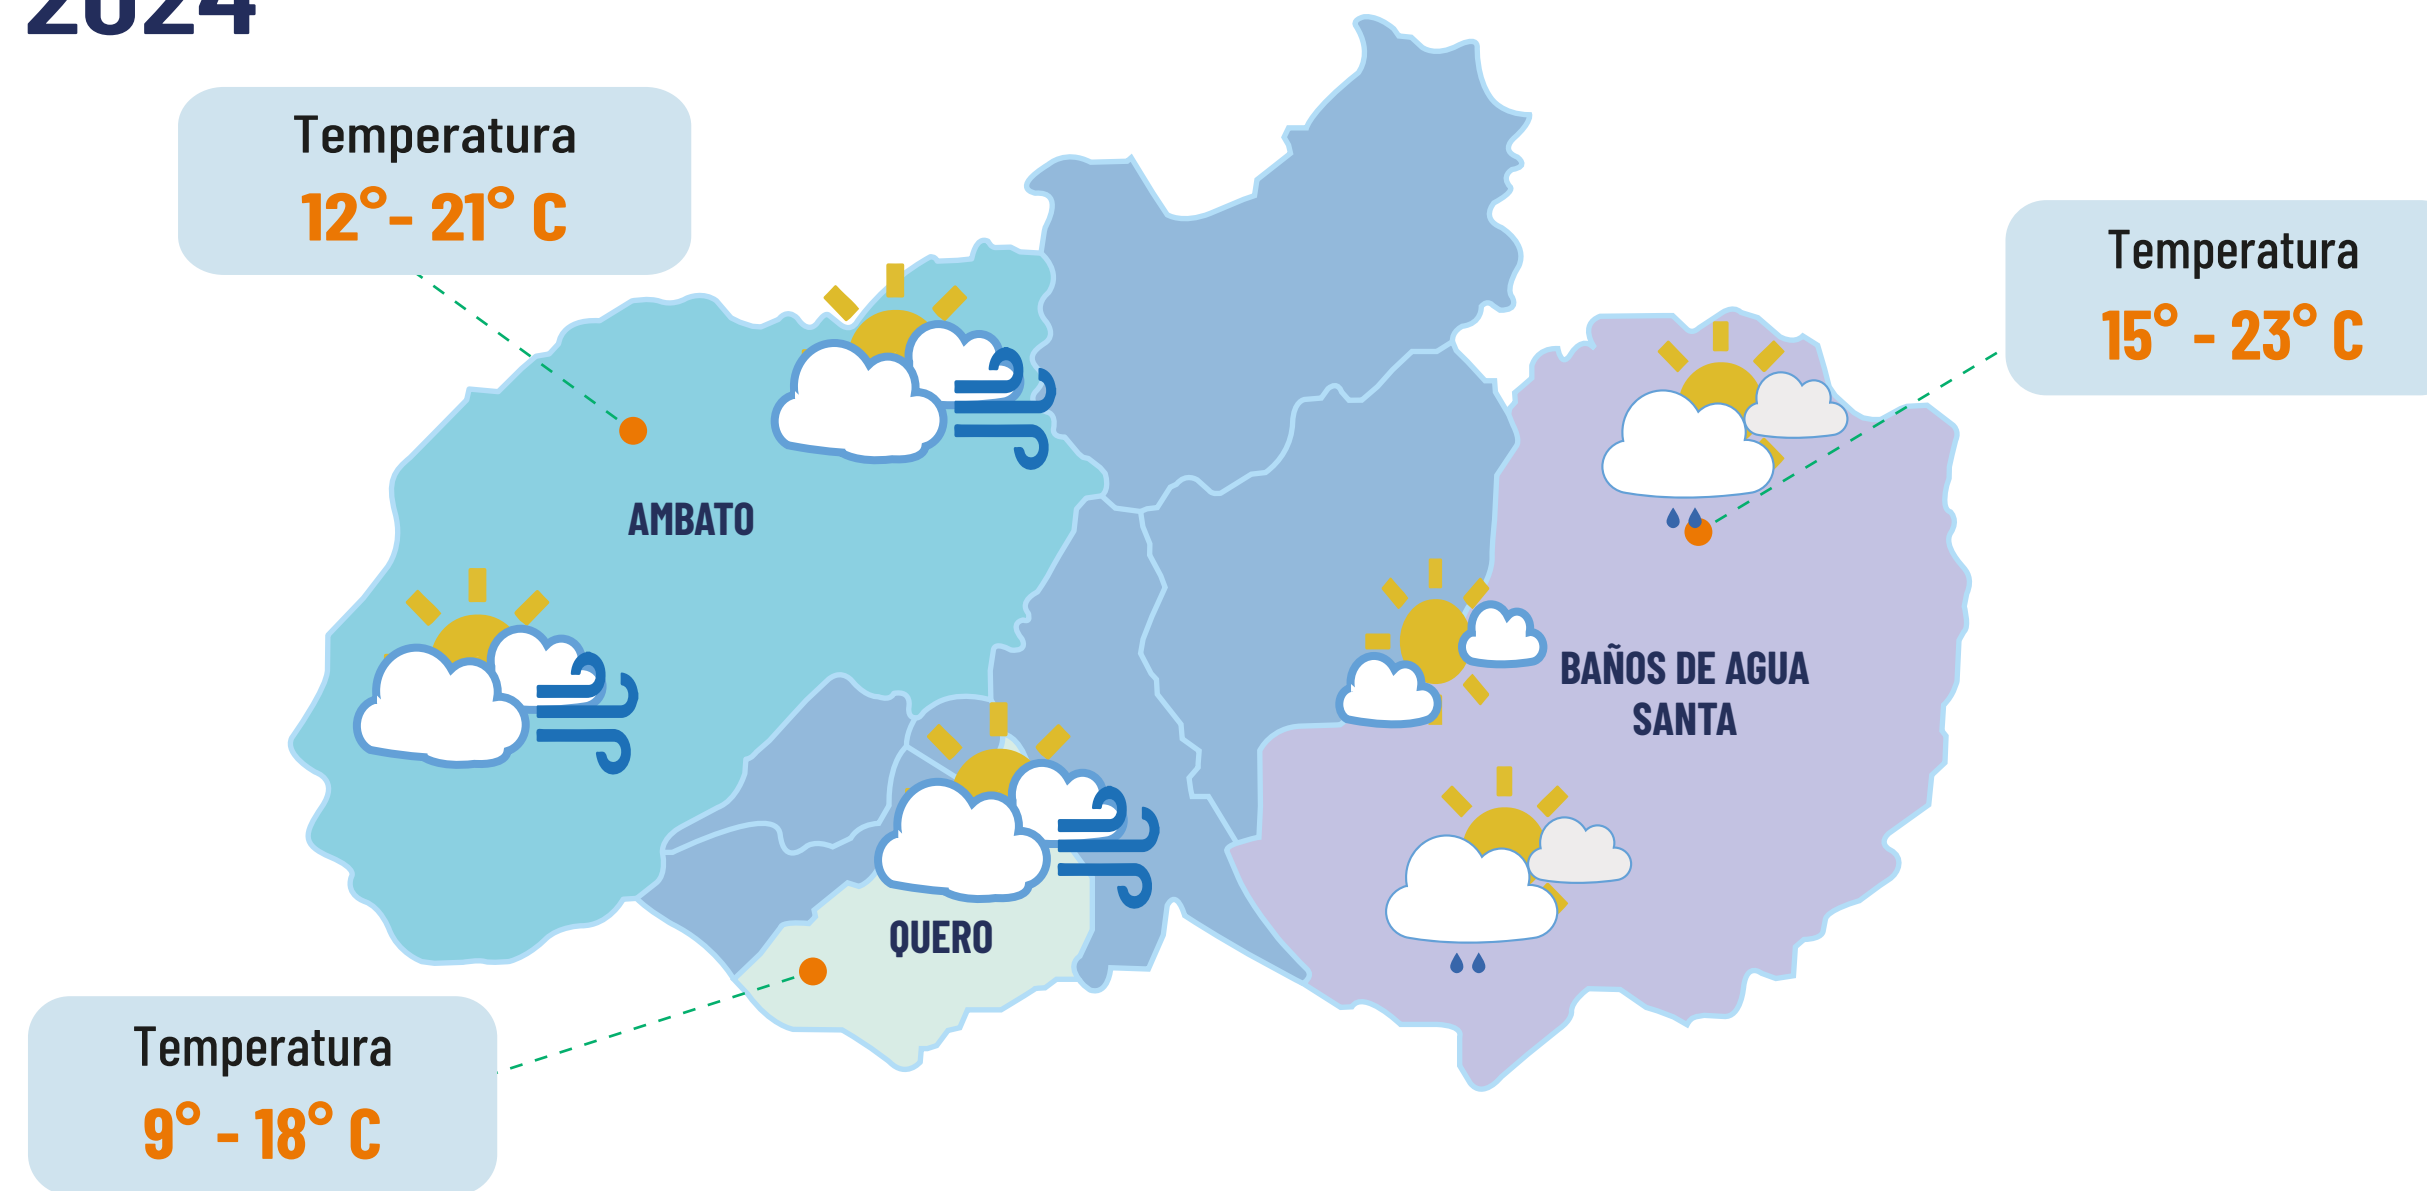 2024
Temperatura
12°- 21° C
Temperatura
15° - 23° C
AMBATO
BAÑOS DE AGUA
SANTA
QUERO
Temperatura
9° - 18° C